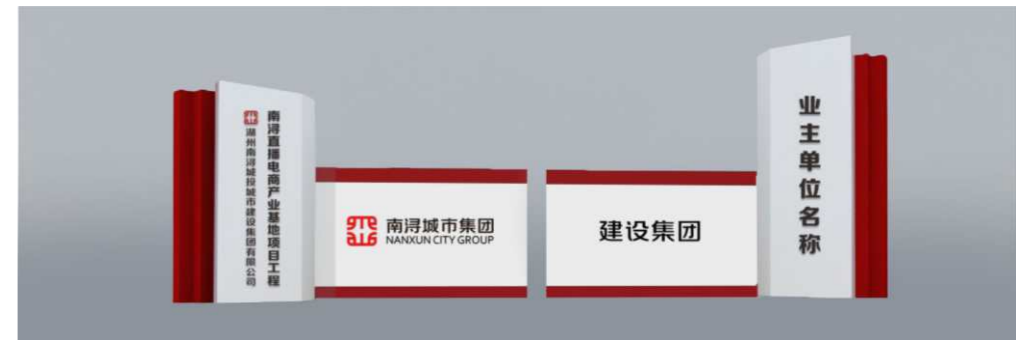 南浔直播电商产业基地项目工程
湖州南浔城投城市建设集团有限公司
南浔城市集团
NANXUN CITY GROUP
建设集团
业主单位名称